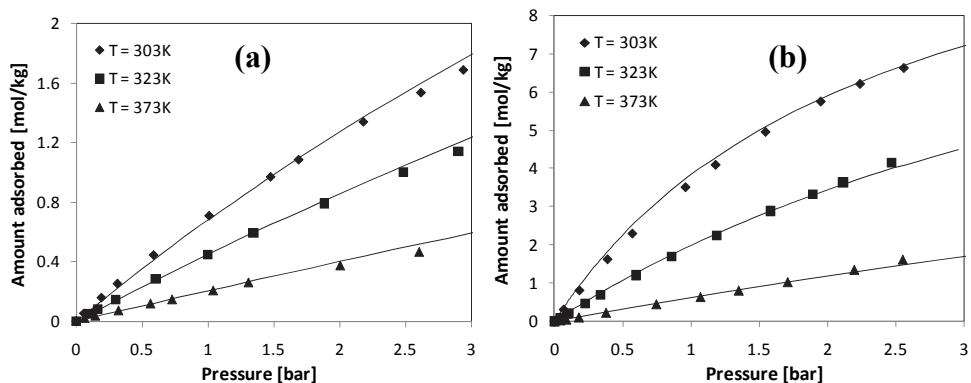 (a)
T = 303K
T = 323K
T = 373K
Amount adsorbed [mol/kg]
2
1.6
1.2
0.8
0.4
0
0 0.5 1 1.5 2 2.5 3
Pressure [bar]
(b)
T = 303K
T = 323K
T = 373K
Amount adsorbed [mol/kg]
8
7
6
5
4
3
2
1
0
0 0.5 1 1.5 2 2.5 3
Pressure [bar]